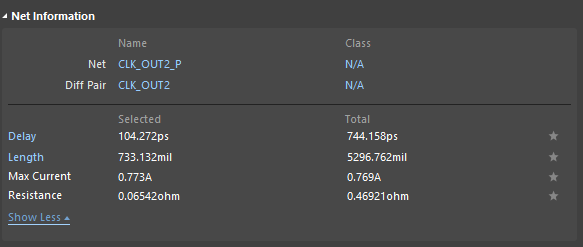 Net Information
Name Class
Net CLK_OUT2_P N/A
Diff Pair CLK_OUT2 N/A
Selected Total
Delay 104.272ps 744.158ps
Length 733.132mil 5296.762mil
Max Current 0.773A 0.769A
Resistance 0.06542ohm 0.46921ohm
Show Less